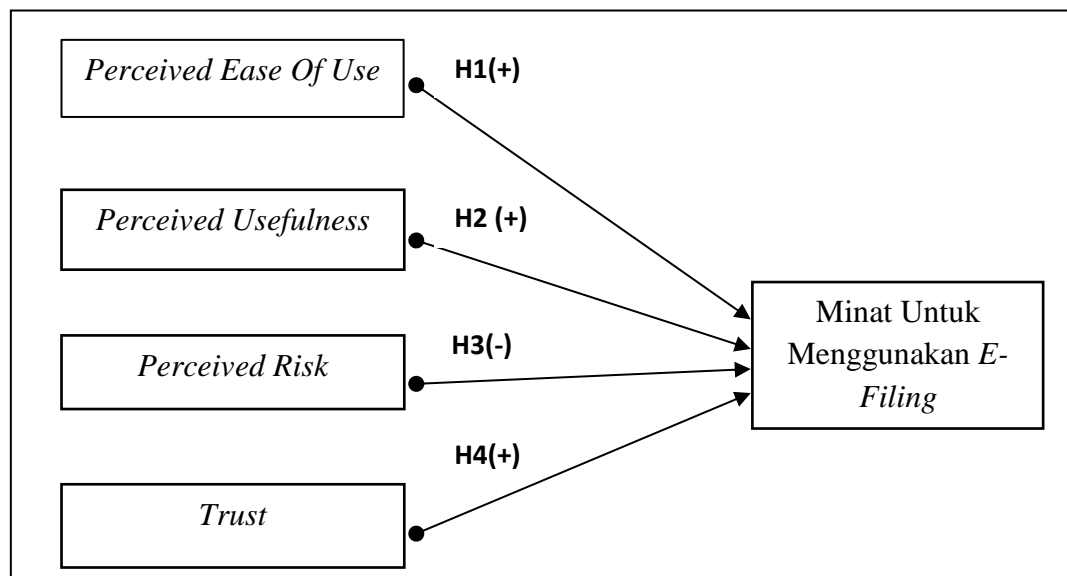 Perceived Ease Of Use
H1(+)
Perceived Usefulness
H2 (+)
Perceived Risk
H3(-)
Trust
H4(+)
Minat Untuk
Menggunakan E-
Filing